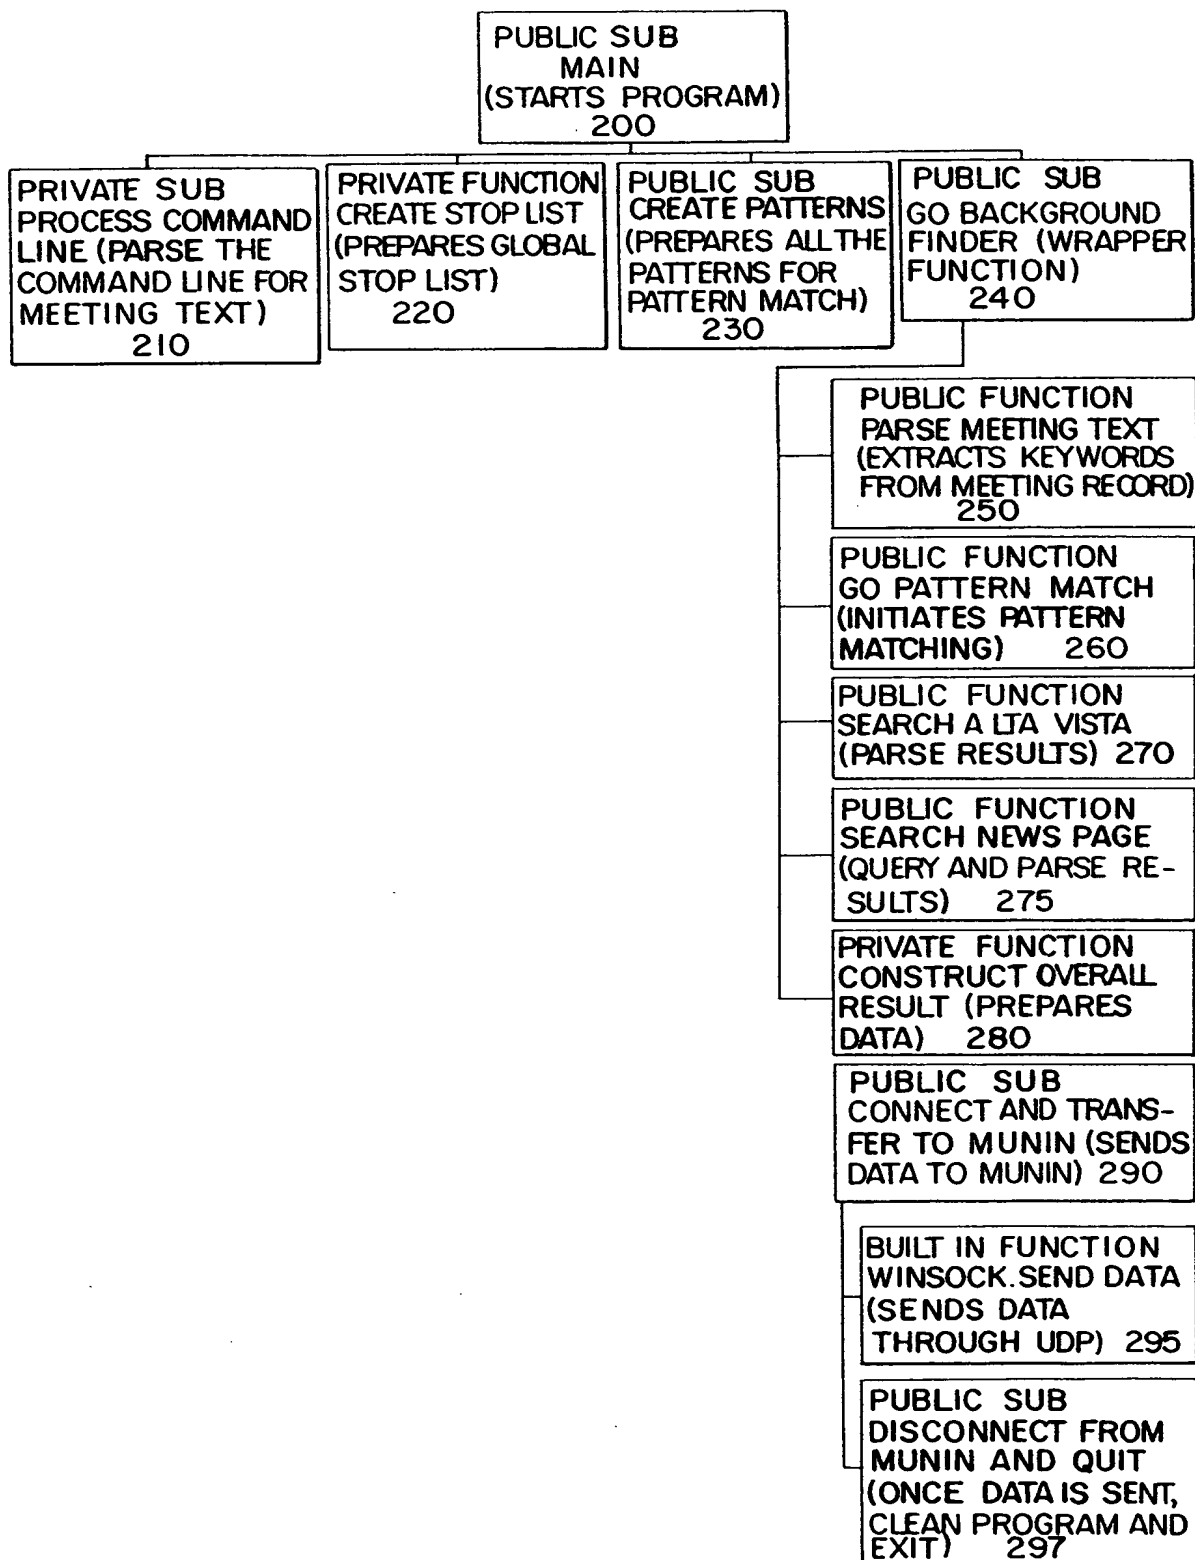 PUBLIC SUB
MAIN
(STARTS PROGRAM)
200
PRIVATE SUB
PROCESS COMMAND
LINE (PARSE THE
COMMAND LINE FOR
MEETING TEXT)
210
PRIVATE FUNCTION
CREATE STOP LIST
(PREPARES GLOBAL
STOP LIST)
220
PUBLIC SUB
CREATE PATTERNS
(PREPARES ALL THE
PATTERNS FOR
PATTERN MATCH)
230
PUBLIC SUB
GO BACKGROUND
FINDER (WRAPPER
FUNCTION)
240
PUBLIC FUNCTION
PARSE MEETING TEXT
(EXTRACTS KEYWORDS
FROM MEETING RECORD)
250
PUBLIC FUNCTION
GO PATTERN MATCH
(INITIATES PATTERN
MATCHING) 260
PUBLIC FUNCTION
SEARCH A LTA VISTA
(PARSE RESULTS) 270
PUBLIC FUNCTION
SEARCH NEWS PAGE
(QUERY AND PARSE RE-
SULTS) 275
PRIVATE FUNCTION
CONSTRUCT OVERALL
RESULT (PREPARES
DATA) 280
PUBLIC SUB
CONNECT AND TRANS-
FER TO MUNIN (SENDS
DATA TO MUNIN) 290
BUILT IN FUNCTION
WINSOCK.SEND DATA
(SENDS DATA
THROUGH UDP) 295
PUBLIC SUB
DISCONNECT FROM
MUNIN AND QUIT
(ONCE DATA IS SENT,
CLEAN PROGRAM AND
EXIT) 297